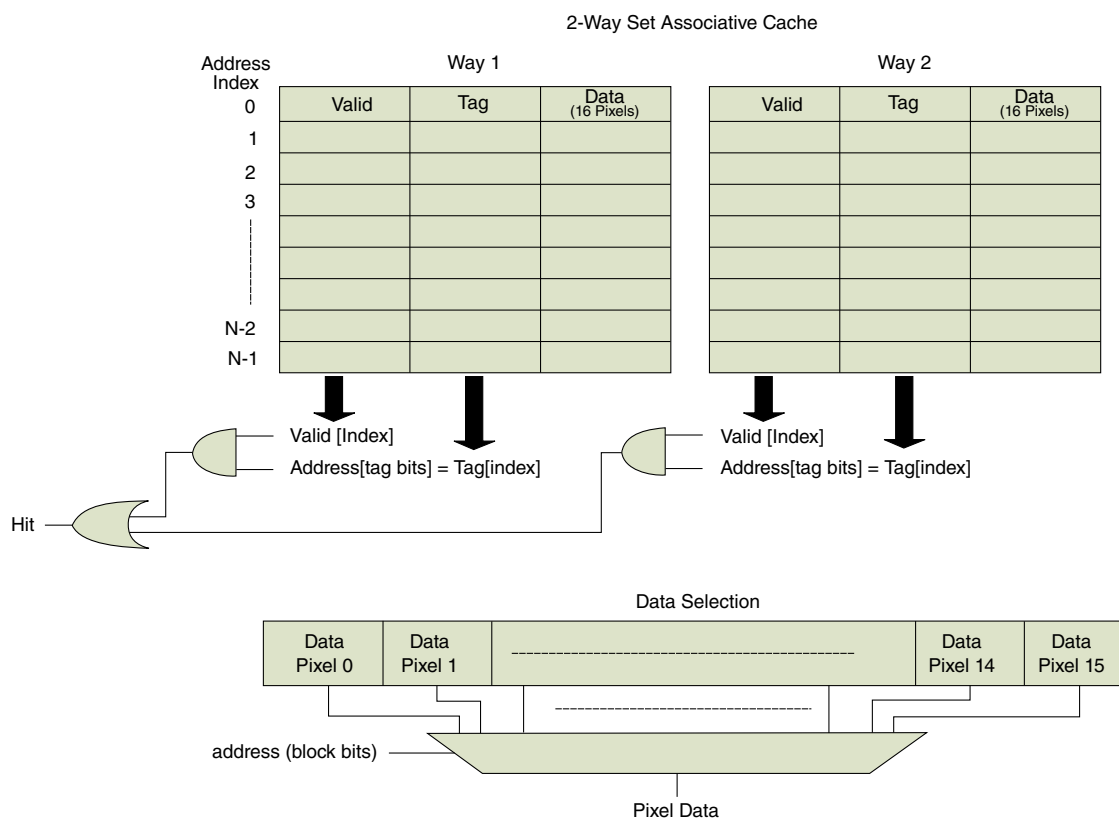 2-Way Set Associative Cache
Address
Index
Way 1
Way 2
0
Valid
Tag
Data
(16 Pixels)
Valid
Tag
Data
(16 Pixels)
1
2
3
N-2
N-1
Valid [Index]
Address[tag bits] = Tag[index]
Valid [Index]
Address[tag bits] = Tag[index]
Hit
Data Selection
Data
Pixel 0
Data
Pixel 1
Data
Pixel 14
Data
Pixel 15
address (block bits)
Pixel Data